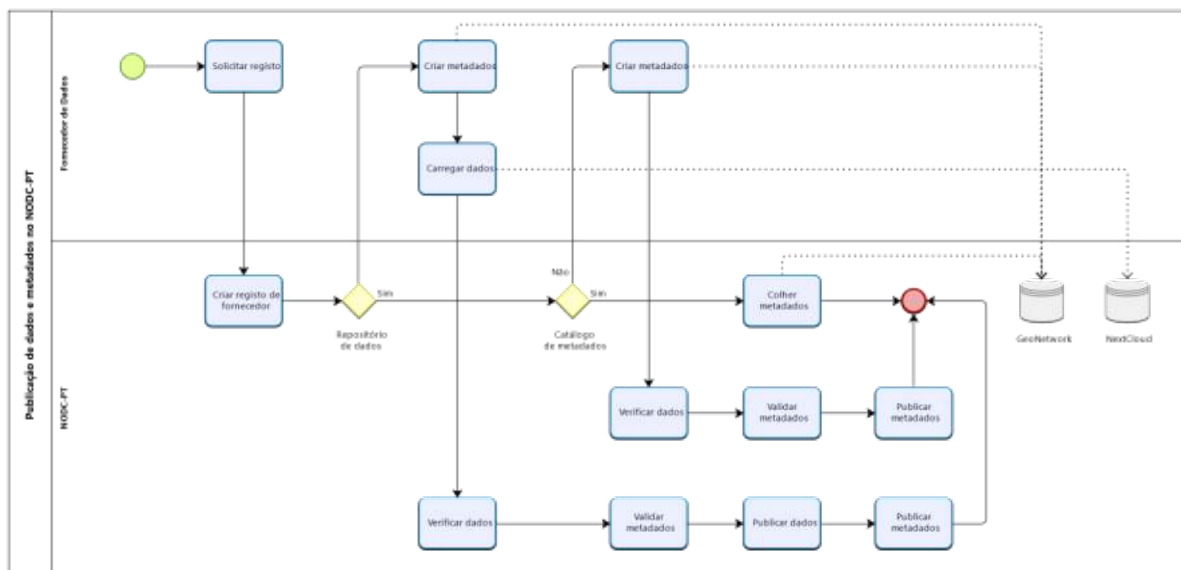 Publicação de dados e metadados no NODC-PT
Fornecedor de Dados
Solicitar registo
Criar metadados
Criar metadados
Carregar dados
NODC-PT
Criar registo de
fornecedor
Sim
Repositório
de dados
Não
Sim
Catálogo
de metadados
Colher
metadados
GeoNetwork
NextCloud
Verificar dados
Validar
metadados
Publicar
metadados
Verificar dados
Validar
metadados
Publicar dados
Publicar
metadados